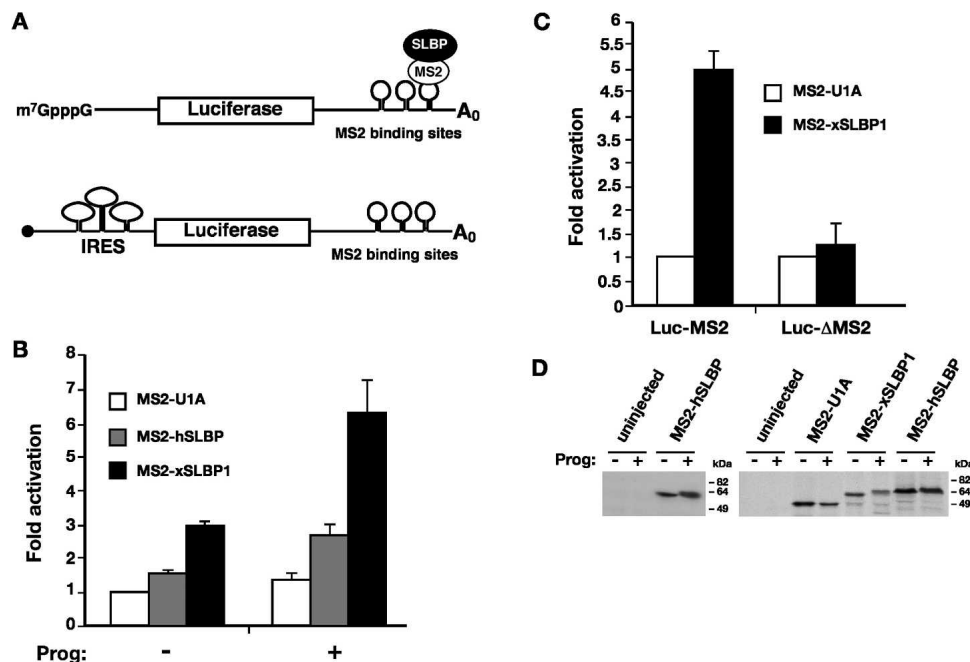 A
SLBP
MS2
m⁷GpppG
Luciferase
A₀
MS2 binding sites
Luciferase
A₀
IRES
MS2 binding sites
B
8
7
6
5
4
3
2
1
0
Fold activation
MS2-U1A
MS2-hSLBP
MS2-xSLBP1
Prog: - +
C
6
5.5
5
4.5
4
3.5
3
2.5
2
1.5
1
0.5
0
Fold activation
MS2-U1A
MS2-xSLBP1
Luc-MS2 Luc-ΔMS2
D
uninjected MS2-hSLBP uninjected MS2-U1A MS2-xSLBP1 MS2-hSLBP
Prog: - + - + kDa - + - + - + - + kDa
- 82
- 64
- 49
- 82
- 64
- 49